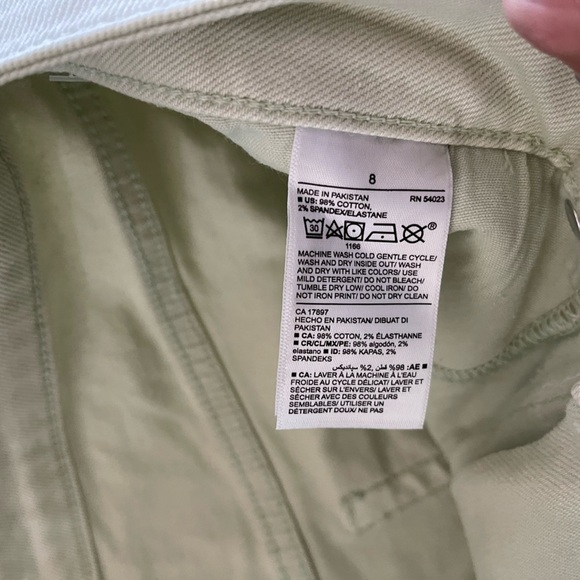 8
MADE IN PAKISTAN RN 54023
■ US: 98% COTTON,
2% SPANDEX/ELASTANE
30
1166
MACHINE WASH COLD GENTLE CYCLE/
WASH AND DRY INSIDE OUT/ WASH
AND DRY WITH LIKE COLORS/ USE
MILD DETERGENT/ DO NOT BLEACH/
TUMBLE DRY LOW/ COOL IRON/ DO
NOT IRON PRINT/ DO NOT DRY CLEAN
CA 17897
HECHO EN PAKISTAN/ DIBUAT DI
PAKISTAN
■ CA: 98% COTON, 2% ÉLASTHANNE
■ CR/CL/MX/PE: 98% algodón, 2%
elastano ■ ID: 98% KAPAS, 2%
SPANDEKS
■ AE: 98% قطن, 2% سپانديكس
■ CA: LAVER À LA MACHINE À L'EAU
FROIDE AU CYCLE DÉLICAT/ LAVER ET
SÉCHER SUR L'ENVERS/ LAVER ET
SÉCHER AVEC DES COULEURS
SEMBLABLES/ UTILISER UN
DÉTERGENT DOUX/ NE PAS